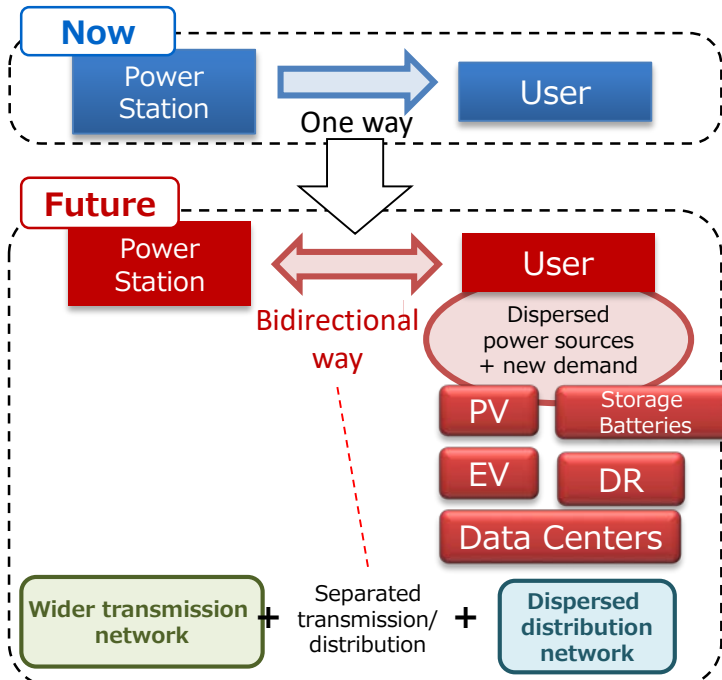 Now
Power
Station
One way
User
Future
Power
Station
Bidirectional
way
User
Dispersed
power sources
+ new demand
PV
Storage
Batteries
EV
DR
Data Centers
Wider transmission
network
+
Separated
transmission/
distribution
+
Dispersed
distribution
network